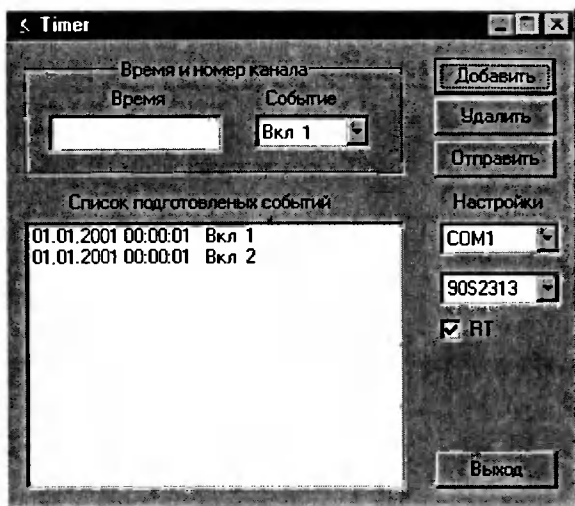 Timer
Время и номер канала
Время
Событие
Вкл 1
Добавить
Удалить
Отправить
Список подготовленых событий
01.01.2001 00:00:01 Вкл 1
01.01.2001 00:00:01 Вкл 2
Настройки
COM1
90S2313
RT
Выход